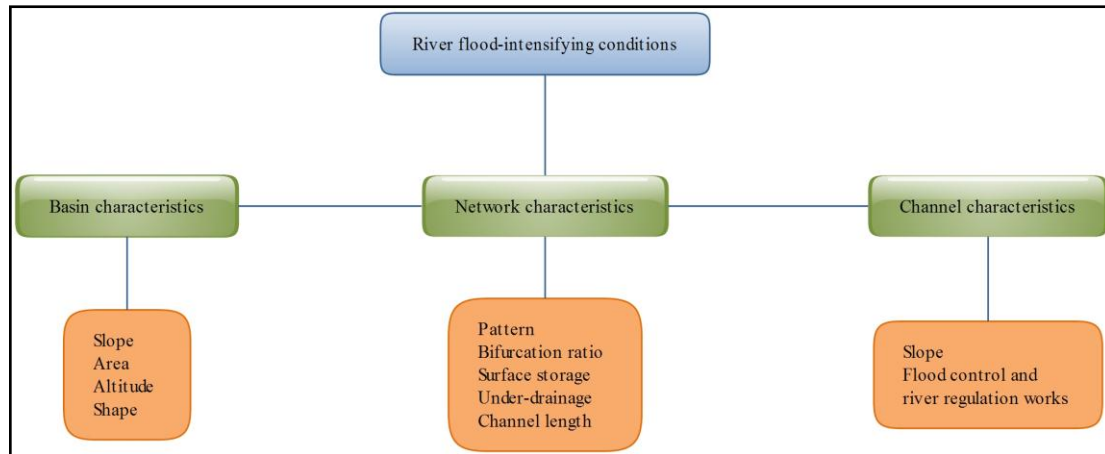 River flood-intensifying conditions
Basin characteristics
Network characteristics
Channel characteristics
Slope
Area
Altitude
Shape
Pattern
Bifurcation ratio
Surface storage
Under-drainage
Channel length
Slope
Flood control and
river regulation works